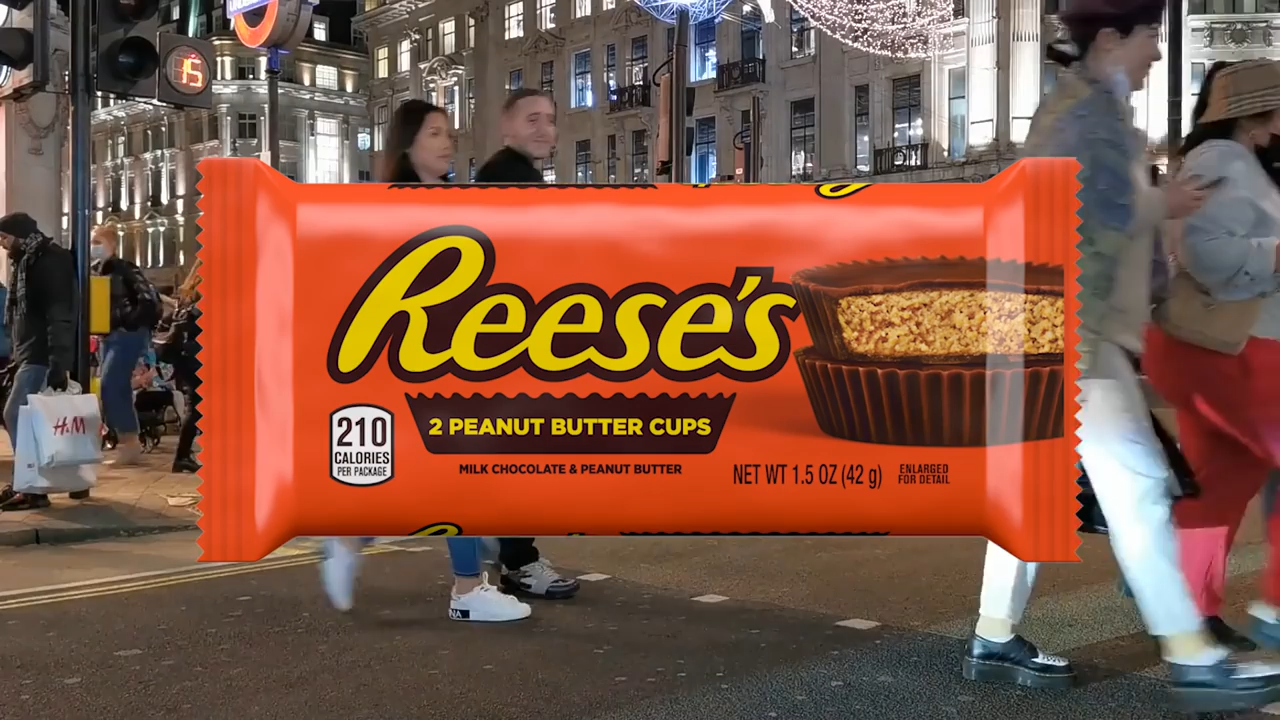 15
Reese's
2 PEANUT BUTTER CUPS
MILK CHOCOLATE & PEANUT BUTTER
210
CALORIES
PER PACKAGE
NET WT 1.5 OZ (42 g)
ENLARGED
FOR DETAIL
H&M